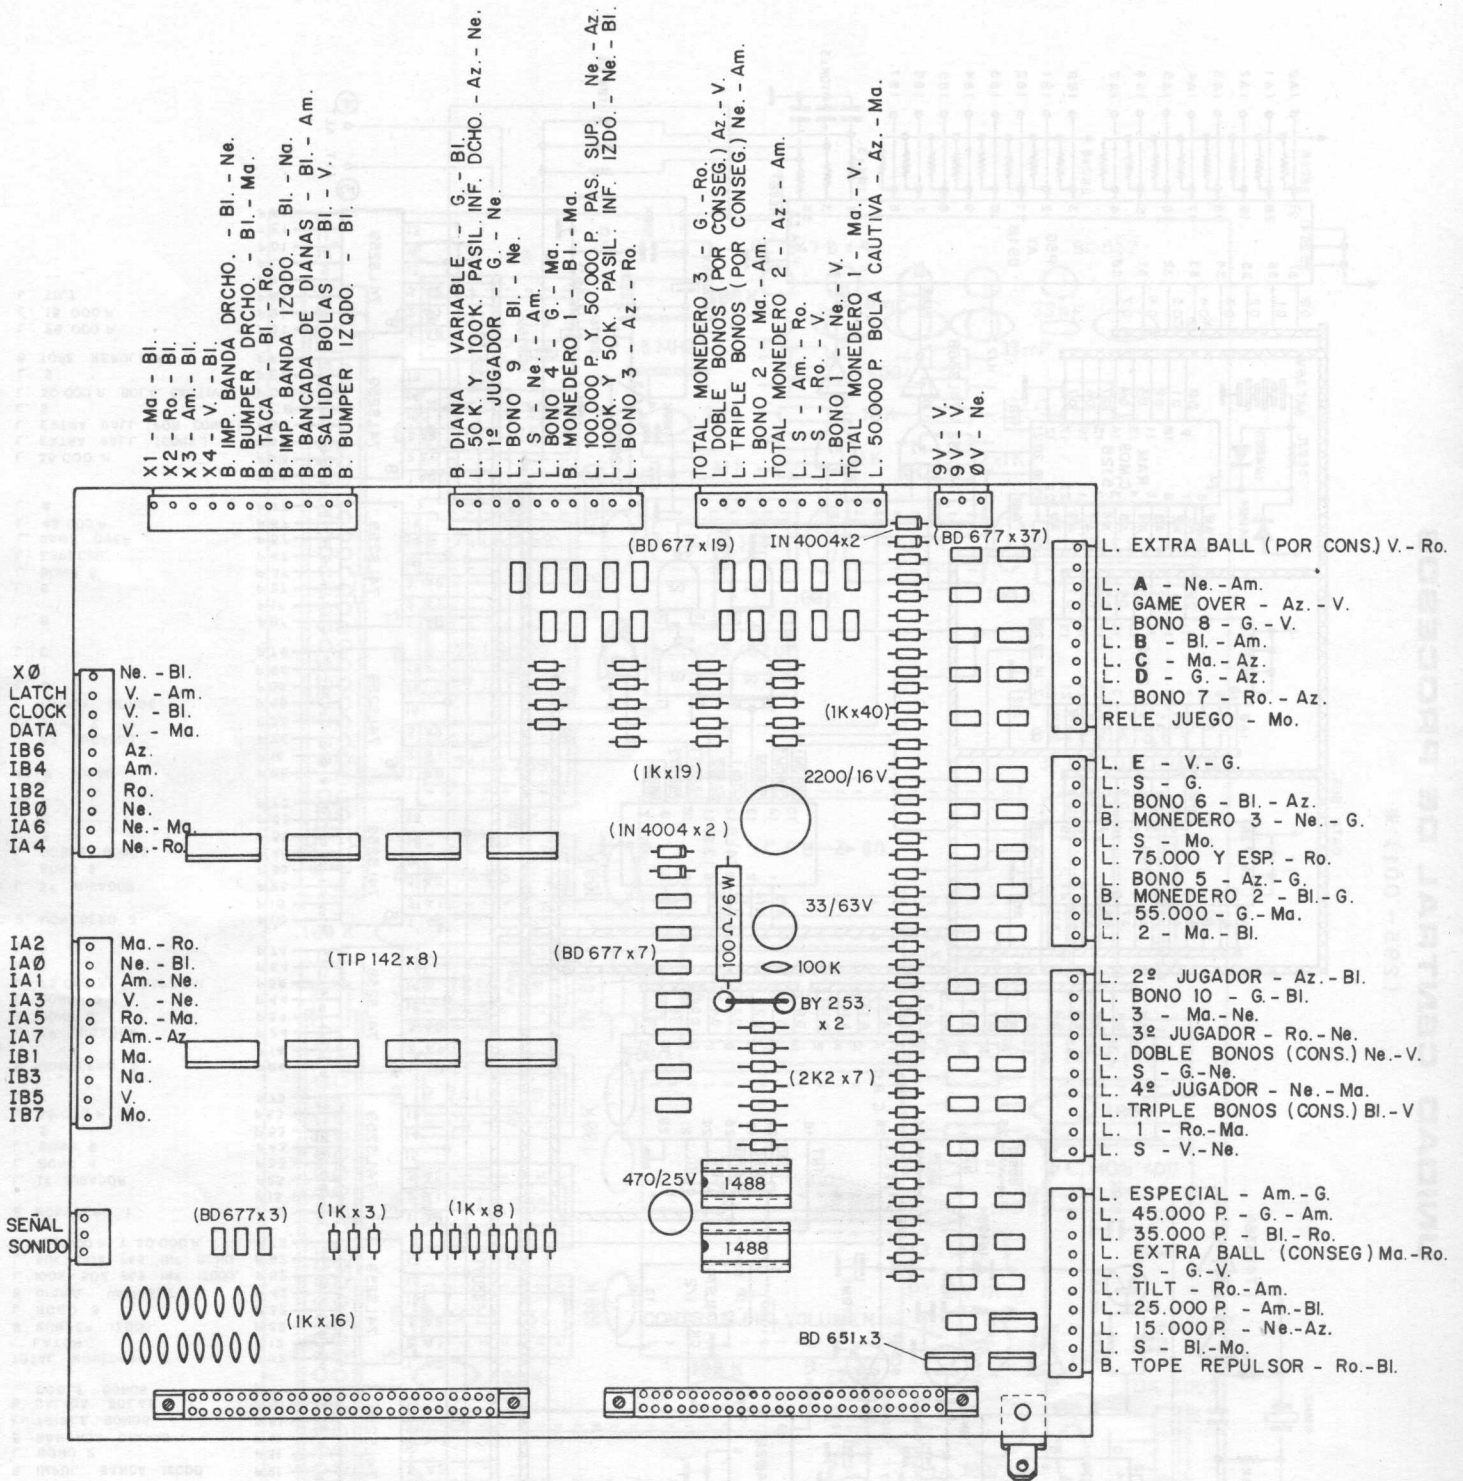 X1 - Ma. - Bl.
X2 - Ro. - Bl.
X3 - Am. - Bl.
X4 - V. - Bl.
B. IMP. BANDA DRCHO. - Bl. - Ne.
B. BUMPER DRCHO. - Bl. - Ma.
B. TACA - Bl. - Ro.
B. IMP. BANDA IZQDO. - Bl. - Na.
B. BANCADA DE DIANAS - Bl. - Am.
B. SALIDA BOLAS - Bl. - V.
B. BUMPER IZQDO. - Bl.
B. DIANA VARIABLE - G. - Bl.
L. 50K. Y 100K. PASIL. INF. DCHO. - Az. - Ne.
L. 1º JUGADOR - G. - Ne.
L. BONO 9 - Bl. - Ne.
L. S - Ne. - Am.
L. BONO 4 - G. - Ma.
B. MONEDERO 1 - Bl. - Ma.
L. 100.000 P. Y 50.000 P. PAS. SUP. - Ne. - Az.
L. 100K. Y 50K. PASIL. INF. IZDO. - Ne. - Bl.
L. BONO 3 - Az. - Ro.
TOTAL MONEDERO 3 - G. - Ro.
L. DOBLE BONOS (POR CONSEG.) Az. - V.
L. TRIPLE BONOS (POR CONSEG.) Ne. - Am.
L. BONO 2 - Ma. - Am.
TOTAL MONEDERO 2 - Az. - Am.
L. S - Am. - Ro.
L. S - Ro. - V.
L. BONO 1 - Ne. - V.
TOTAL MONEDERO 1 - Ma. - V.
L. 50.000 P. BOLA CAUTIVA - Az. - Ma.
9V - V.
9V - V.
ØV - Ne.
(BD 677 x 19)
IN 4004 x 2
(BD 677 x 37)
L. EXTRA BALL (POR CONS.) V. - Ro.
L. A - Ne. - Am.
L. GAME OVER - Az. - V.
L. BONO 8 - G. - V.
L. B - Bl. - Am.
L. C - Ma. - Az.
L. D - G. - Az.
L. BONO 7 - Ro. - Az.
RELE JUEGO - Mo.
XØ Ne. - Bl.
LATCH V. - Am.
CLOCK V. - Bl.
DATA V. - Ma.
IB6 Az.
IB4 Am.
IB2 Ro.
IBØ Ne.
IA6 Ne. - Ma.
IA4 Ne. - Ro.
(1K x 40)
(1K x 19)
2200/16V
(IN 4004 x 2)
L. E - V. - G.
L. S - G.
L. BONO 6 - Bl. - Az.
B. MONEDERO 3 - Ne. - G.
L. S - Mo.
L. 75.000 Y ESP. - Ro.
L. BONO 5 - Az. - G.
B. MONEDERO 2 - Bl. - G.
L. 55.000 - G. - Ma.
L. 2 - Ma. - Bl.
33/63V
100 Ω/6 W
100K
BY 253
x 2
(BD 677 x 7)
(TIP 142 x 8)
IA2 Ma. - Ro.
IAØ Ne. - Bl.
IA1 Am. - Ne.
IA3 V. - Ne.
IA5 Ro. - Ma.
IA7 Am. - Az.
IB1 Ma.
IB3 Na.
IB5 V.
IB7 Mo.
(2K2 x 7)
L. 2º JUGADOR - Az. - Bl.
L. BONO 10 - G. - Bl.
L. 3 - Ma. - Ne.
L. 3º JUGADOR - Ro. - Ne.
L. DOBLE BONOS (CONS.) Ne. - V.
L. S - G. - Ne.
L. 4º JUGADOR - Ne. - Ma.
L. TRIPLE BONOS (CONS.) Bl. - V
L. 1 - Ro. - Ma.
L. S - V. - Ne.
470/25V
1488
1488
SEÑAL
SONIDO
(BD 677 x 3)
(1K x 3)
(1K x 8)
(1K x 16)
BD 651 x 3
L. ESPECIAL - Am. - G.
L. 45.000 P. - G. - Am.
L. 35.000 P. - Bl. - Ro.
L. EXTRA BALL (CONSEG) Ma. - Ro.
L. S - G. - V.
L. TILT - Ro. - Am.
L. 25.000 P. - Am. - Bl.
L. 15.000 P. - Ne. - Az.
L. S - Bl. - Mo.
B. TOPE REPULSOR - Ro. - Bl.